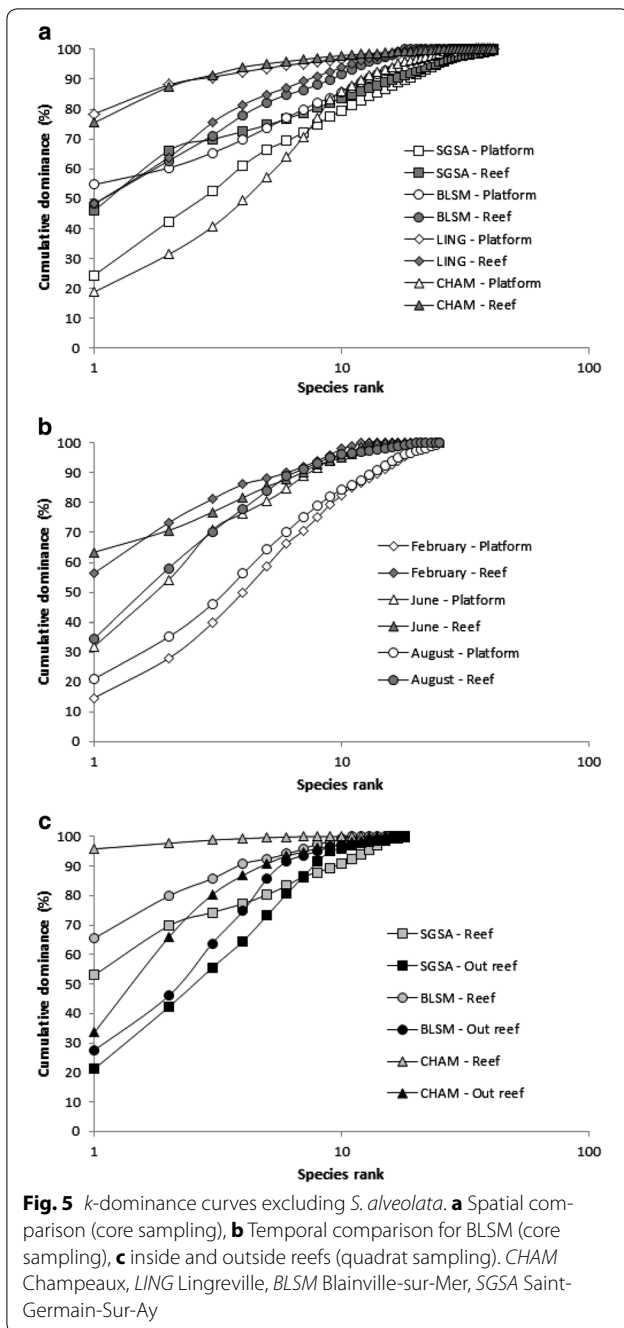 a
100
90
80
70
60
50
40
30
20
10
0
Cumulative dominance (%)
SGSA - Platform
SGSA - Reef
BLSM - Platform
BLSM - Reef
LING - Platform
LING - Reef
CHAM - Platform
CHAM - Reef
1
10
100
Species rank
b
100
90
80
70
60
50
40
30
20
10
0
Cumulative dominance (%)
February - Platform
February - Reef
June - Platform
June - Reef
August - Platform
August - Reef
1
10
100
Species rank
c
100
90
80
70
60
50
40
30
20
10
0
Cumulative dominance (%)
SGSA - Reef
SGSA - Out reef
BLSM - Reef
BLSM - Out reef
CHAM - Reef
CHAM - Out reef
1
10
100
Species rank
Fig. 5 k-dominance curves excluding S. alveolata. a Spatial com-
parison (core sampling), b Temporal comparison for BLSM (core
sampling), c inside and outside reefs (quadrat sampling). CHAM
Champeaux, LING Lingreville, BLSM Blainville-sur-Mer, SGSA Saint-
Germain-Sur-Ay